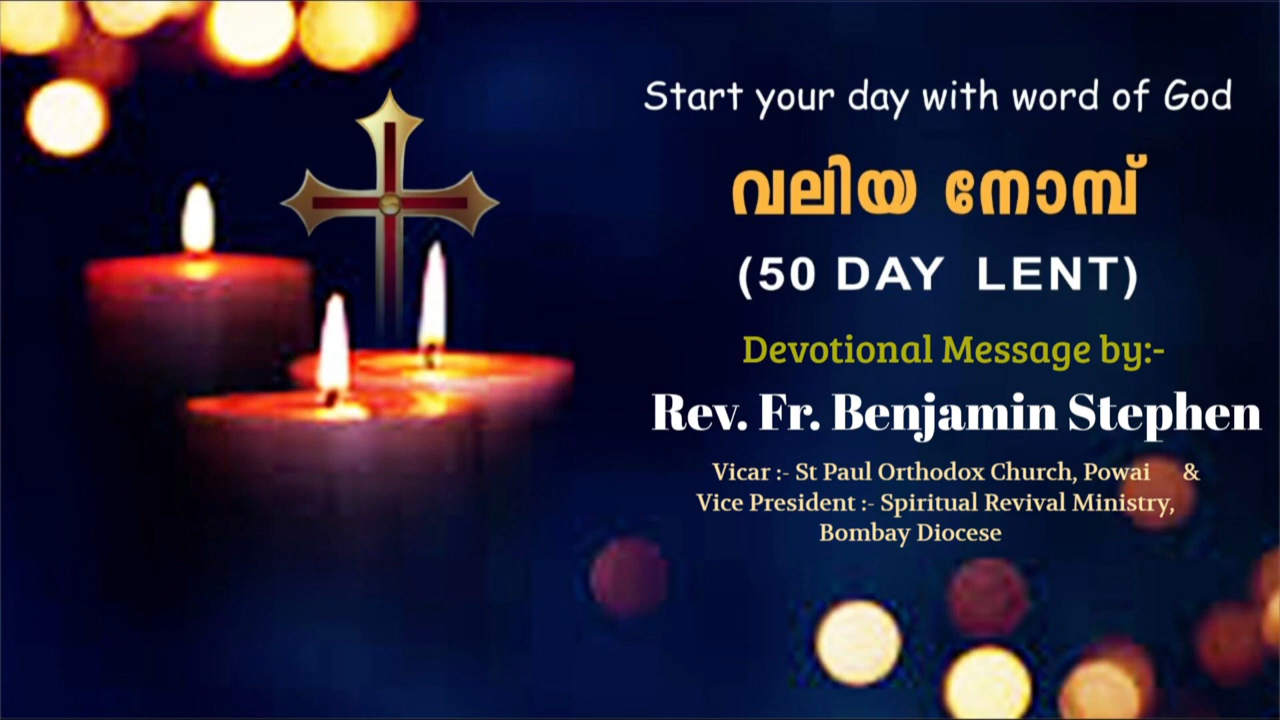 Start your day with word of God
വലിയ നോമ്പ്
(50 DAY LENT)
Devotional Message by:-
Rev. Fr. Benjamin Stephen
Vicar :- St Paul Orthodox Church, Powai &
Vice President :- Spiritual Revival Ministry,
Bombay Diocese